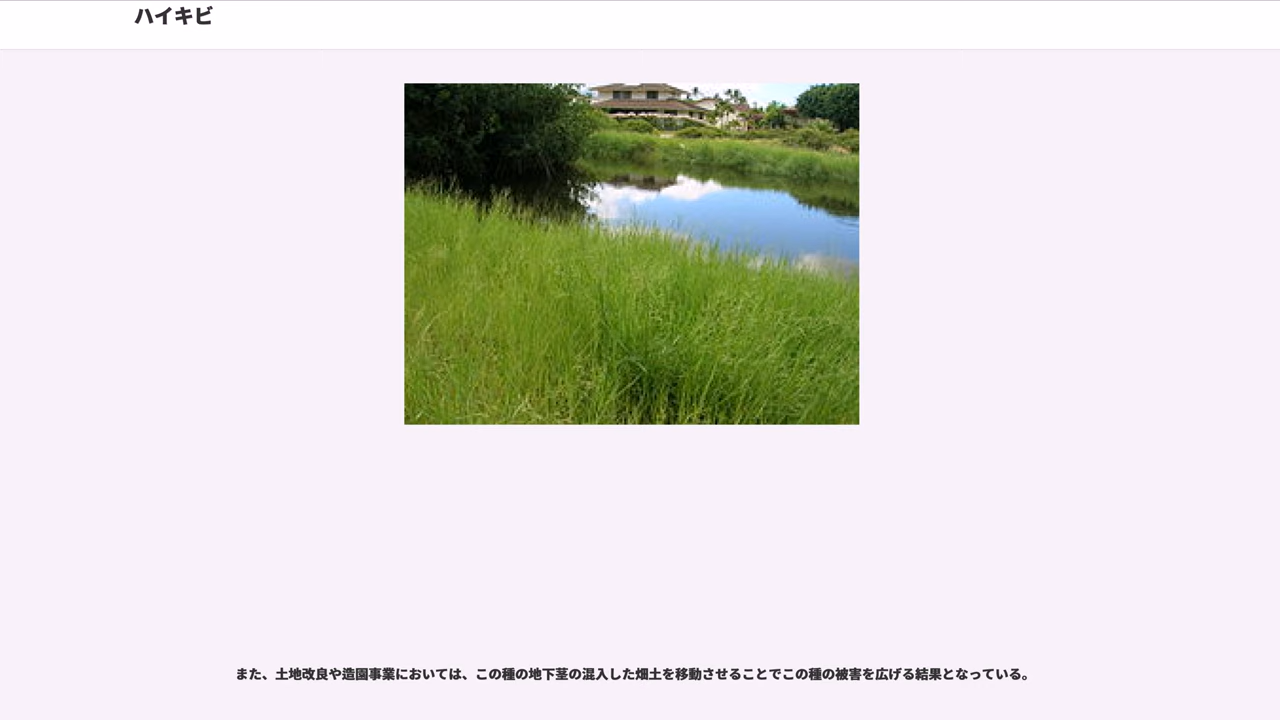 ハイキビ
また、土地改良や造園事業においては、この種の地下茎の混入した畑土を移動させることでこの種の被害を広げる結果となっている。